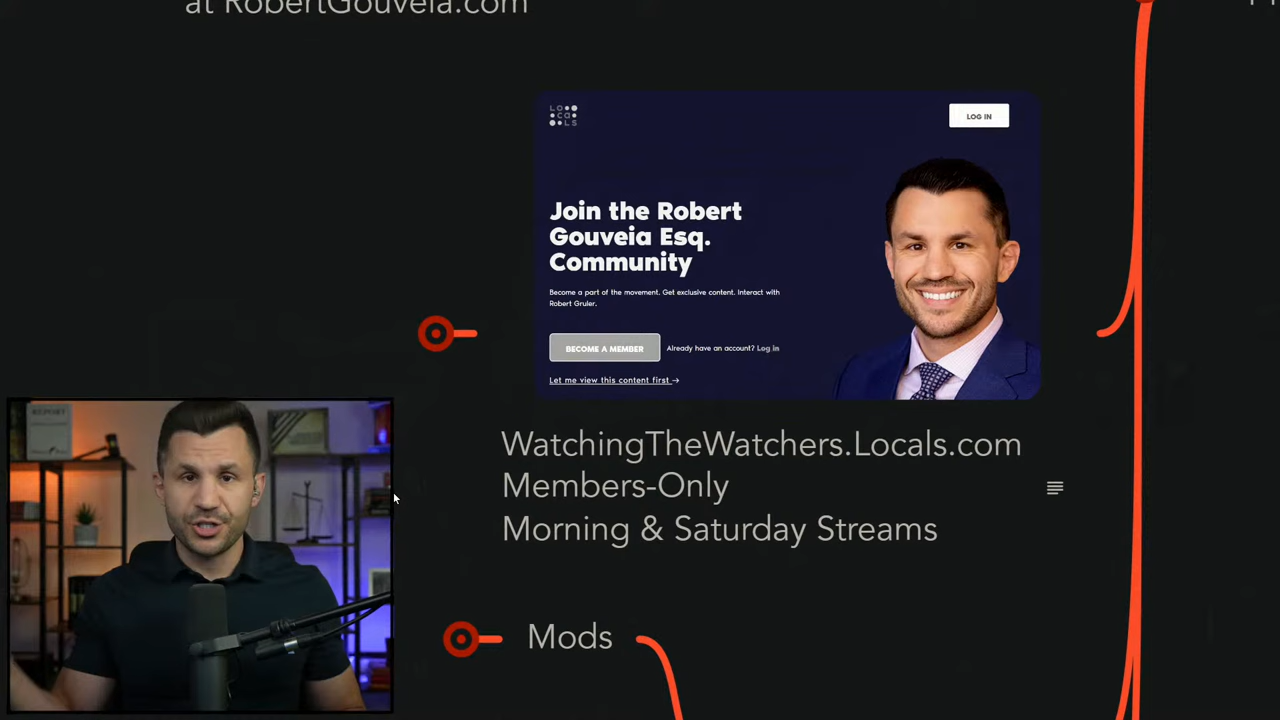 at RobertGouveia.com
LOCALS
LOG IN
Join the Robert
Gouveia Esq.
Community
Become a part of the movement. Get exclusive content. Interact with
Robert Gruler.
BECOME A MEMBER
Already have an account? Log in
Let me view this content first →
WatchingTheWatchers.Locals.com
Members-Only
Morning & Saturday Streams
REPORT
Mods